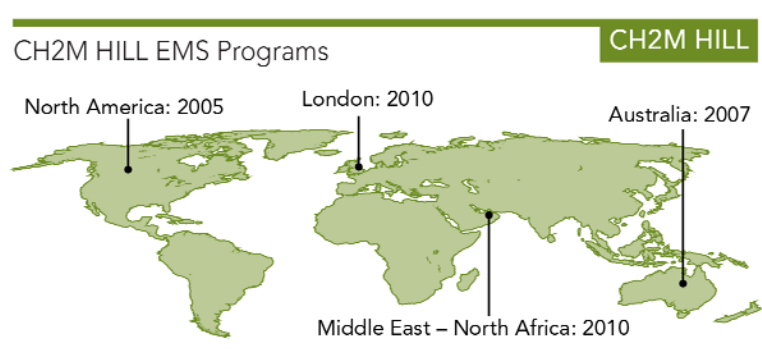 CH2M HILL EMS Programs
CH2M HILL
North America: 2005
London: 2010
Australia: 2007
Middle East – North Africa: 2010